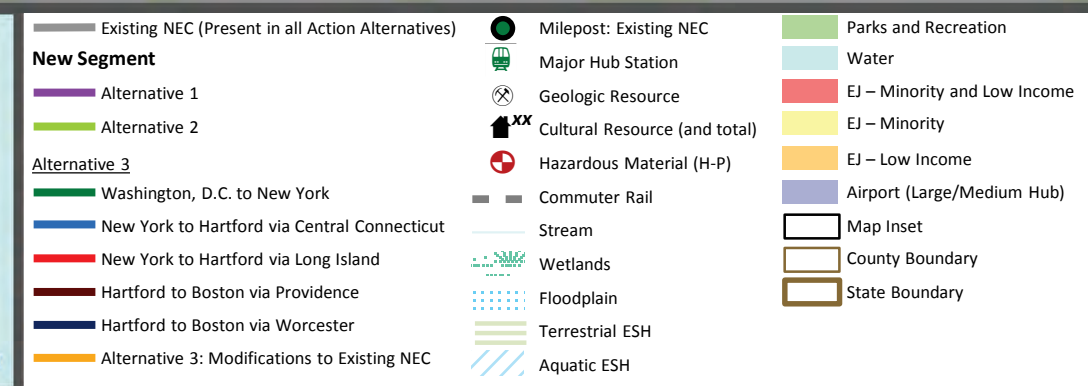 Existing NEC (Present in all Action Alternatives)
New Segment
Alternative 1
Alternative 2
Alternative 3
Washington, D.C. to New York
New York to Hartford via Central Connecticut
New York to Hartford via Long Island
Hartford to Boston via Providence
Hartford to Boston via Worcester
Alternative 3: Modifications to Existing NEC
Milepost: Existing NEC
Major Hub Station
Geologic Resource
XX Cultural Resource (and total)
Hazardous Material (H-P)
Commuter Rail
Stream
Wetlands
Floodplain
Terrestrial ESH
Aquatic ESH
Parks and Recreation
Water
EJ – Minority and Low Income
EJ – Minority
EJ – Low Income
Airport (Large/Medium Hub)
Map Inset
County Boundary
State Boundary